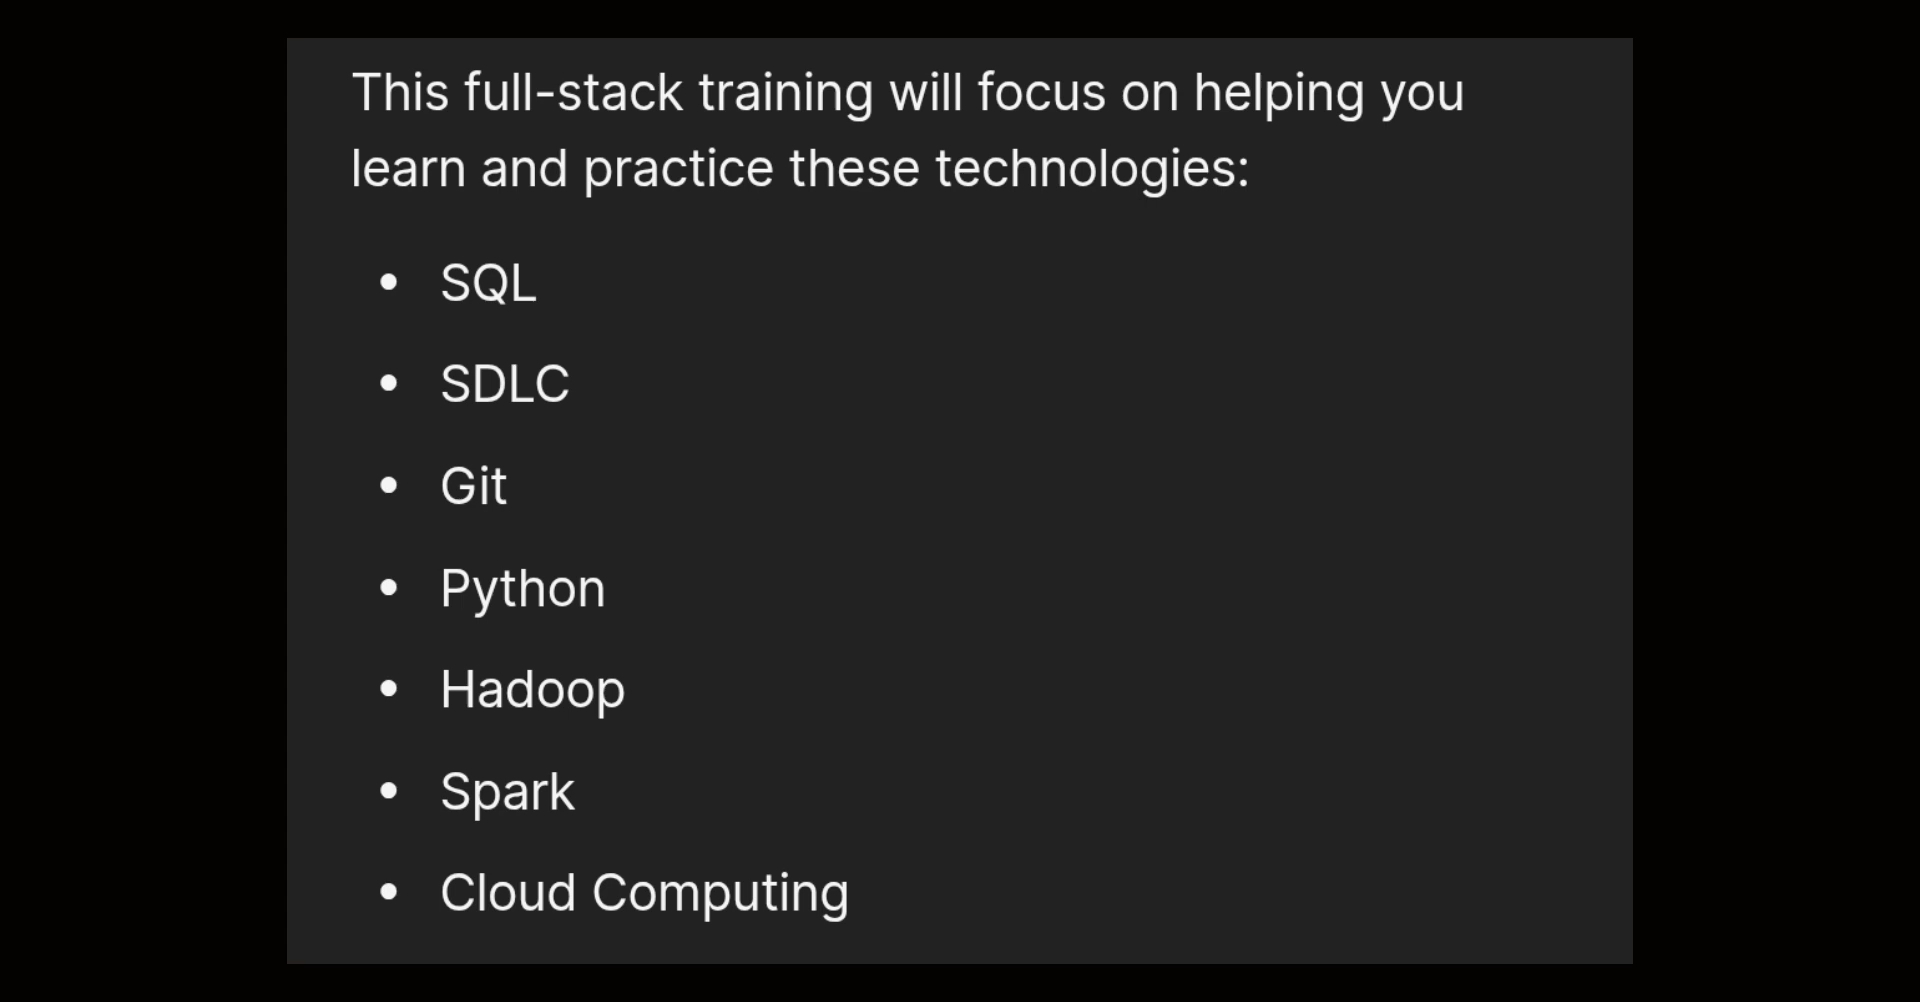 This full-stack training will focus on helping you
learn and practice these technologies:
• SQL
• SDLC
• Git
• Python
• Hadoop
• Spark
• Cloud Computing